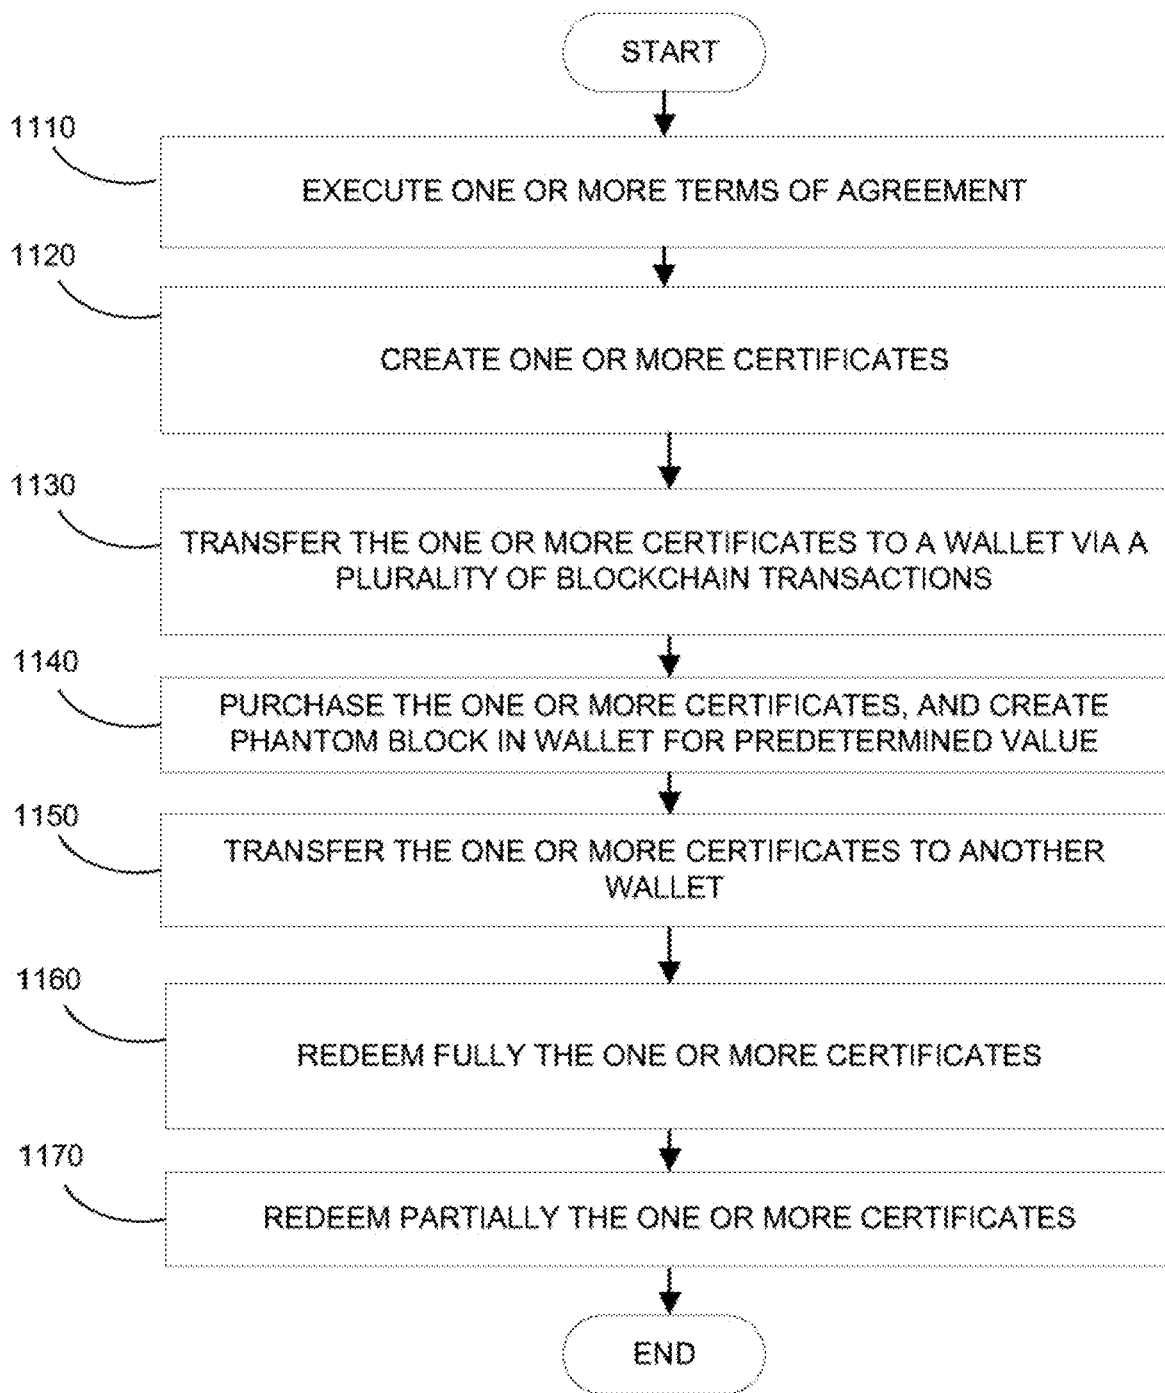 START
1110
EXECUTE ONE OR MORE TERMS OF AGREEMENT
1120
CREATE ONE OR MORE CERTIFICATES
1130
TRANSFER THE ONE OR MORE CERTIFICATES TO A WALLET VIA A
PLURALITY OF BLOCKCHAIN TRANSACTIONS
1140
PURCHASE THE ONE OR MORE CERTIFICATES, AND CREATE
PHANTOM BLOCK IN WALLET FOR PREDETERMINED VALUE
1150
TRANSFER THE ONE OR MORE CERTIFICATES TO ANOTHER
WALLET
1160
REDEEM FULLY THE ONE OR MORE CERTIFICATES
1170
REDEEM PARTIALLY THE ONE OR MORE CERTIFICATES
END